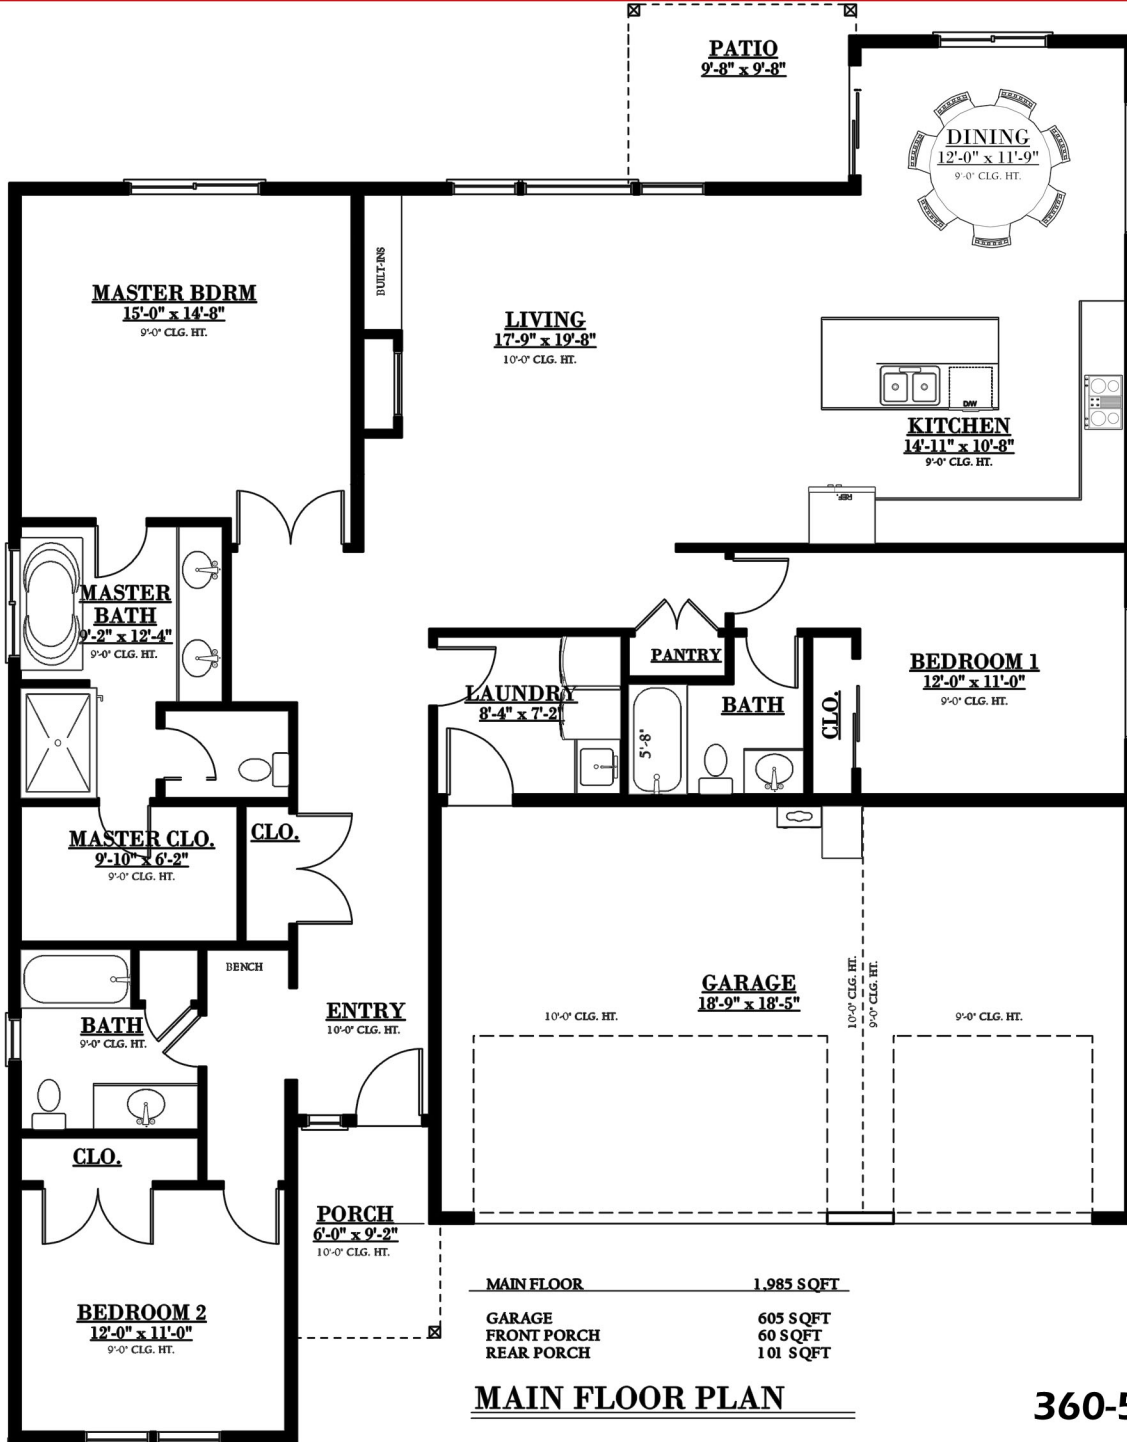 PATIO
9'-8" x 9'-8"
DINING
12'-0" x 11'-9"
9'-0" CLG. HT.
MASTER BDRM
15'-0" x 14'-8"
9'-0" CLG. HT.
BUILT-INS
LIVING
17'-9" x 19'-8"
10'-0" CLG. HT.
D/W
KITCHEN
14'-11" x 10'-8"
9'-0" CLG. HT.
REF.
MASTER
BATH
9'-2" x 12'-4"
9'-0" CLG. HT.
PANTRY
LAUNDRY
8'-4" x 7'-2"
5'-8"
BATH
CLO.
BEDROOM 1
12'-0" x 11'-0"
9'-0" CLG. HT.
MASTER CLO.
9'-10" x 6'-2"
9'-0" CLG. HT.
CLO.
BENCH
ENTRY
10'-0" CLG. HT.
BATH
9'-0" CLG. HT.
GARAGE
18'-9" x 18'-5"
10'-0" CLG. HT.
10'-0" CLG. HT.
9'-0" CLG. HT.
9'-0" CLG. HT.
CLO.
PORCH
6'-0" x 9'-2"
10'-0" CLG. HT.
BEDROOM 2
12'-0" x 11'-0"
9'-0" CLG. HT.
MAIN FLOOR 1,985 SQFT
GARAGE 605 SQFT
FRONT PORCH 60 SQFT
REAR PORCH 101 SQFT
MAIN FLOOR PLAN
360-5